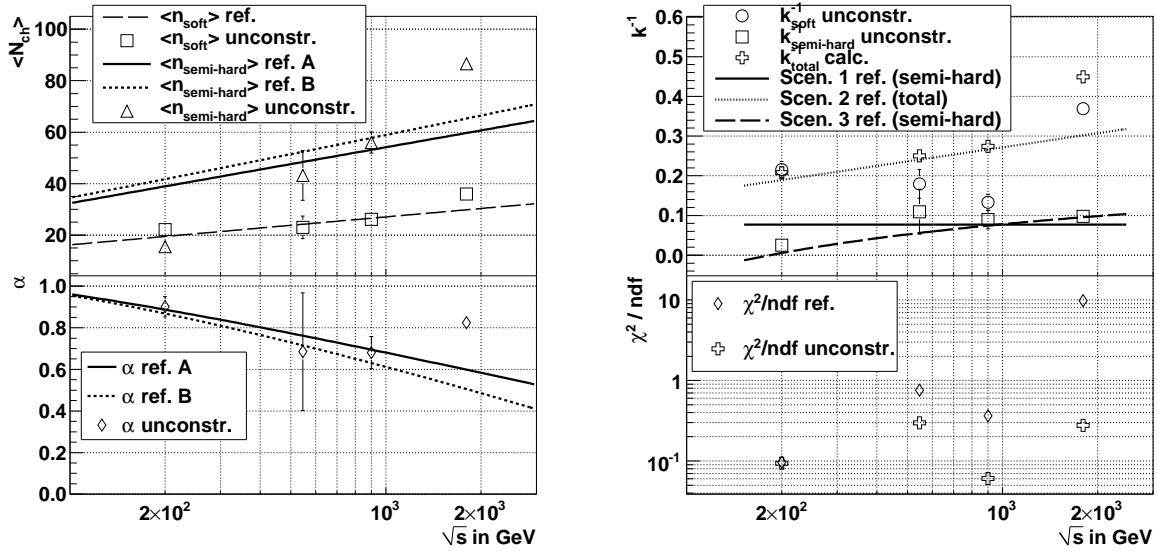 <N_ch>
100
80
60
40
20
<n_soft> ref.
<n_soft> unconstr.
<n_semi-hard> ref. A
<n_semi-hard> ref. B
<n_semi-hard> unconstr.
α
1.0
0.8
0.6
0.4
0.2
0.0
α ref. A
α ref. B
α unconstr.
2×10²
10³
2×10³
√s in GeV
k⁻¹
0.6
0.5
0.4
0.3
0.2
0.1
0.0
k⁻¹_soft unconstr.
k⁻¹_semi-hard unconstr.
k⁻¹_total calc.
Scen. 1 ref. (semi-hard)
Scen. 2 ref. (total)
Scen. 3 ref. (semi-hard)
χ² / ndf
10
1
10⁻¹
χ²/ndf ref.
χ²/ndf unconstr.
2×10²
10³
2×10³
√s in GeV